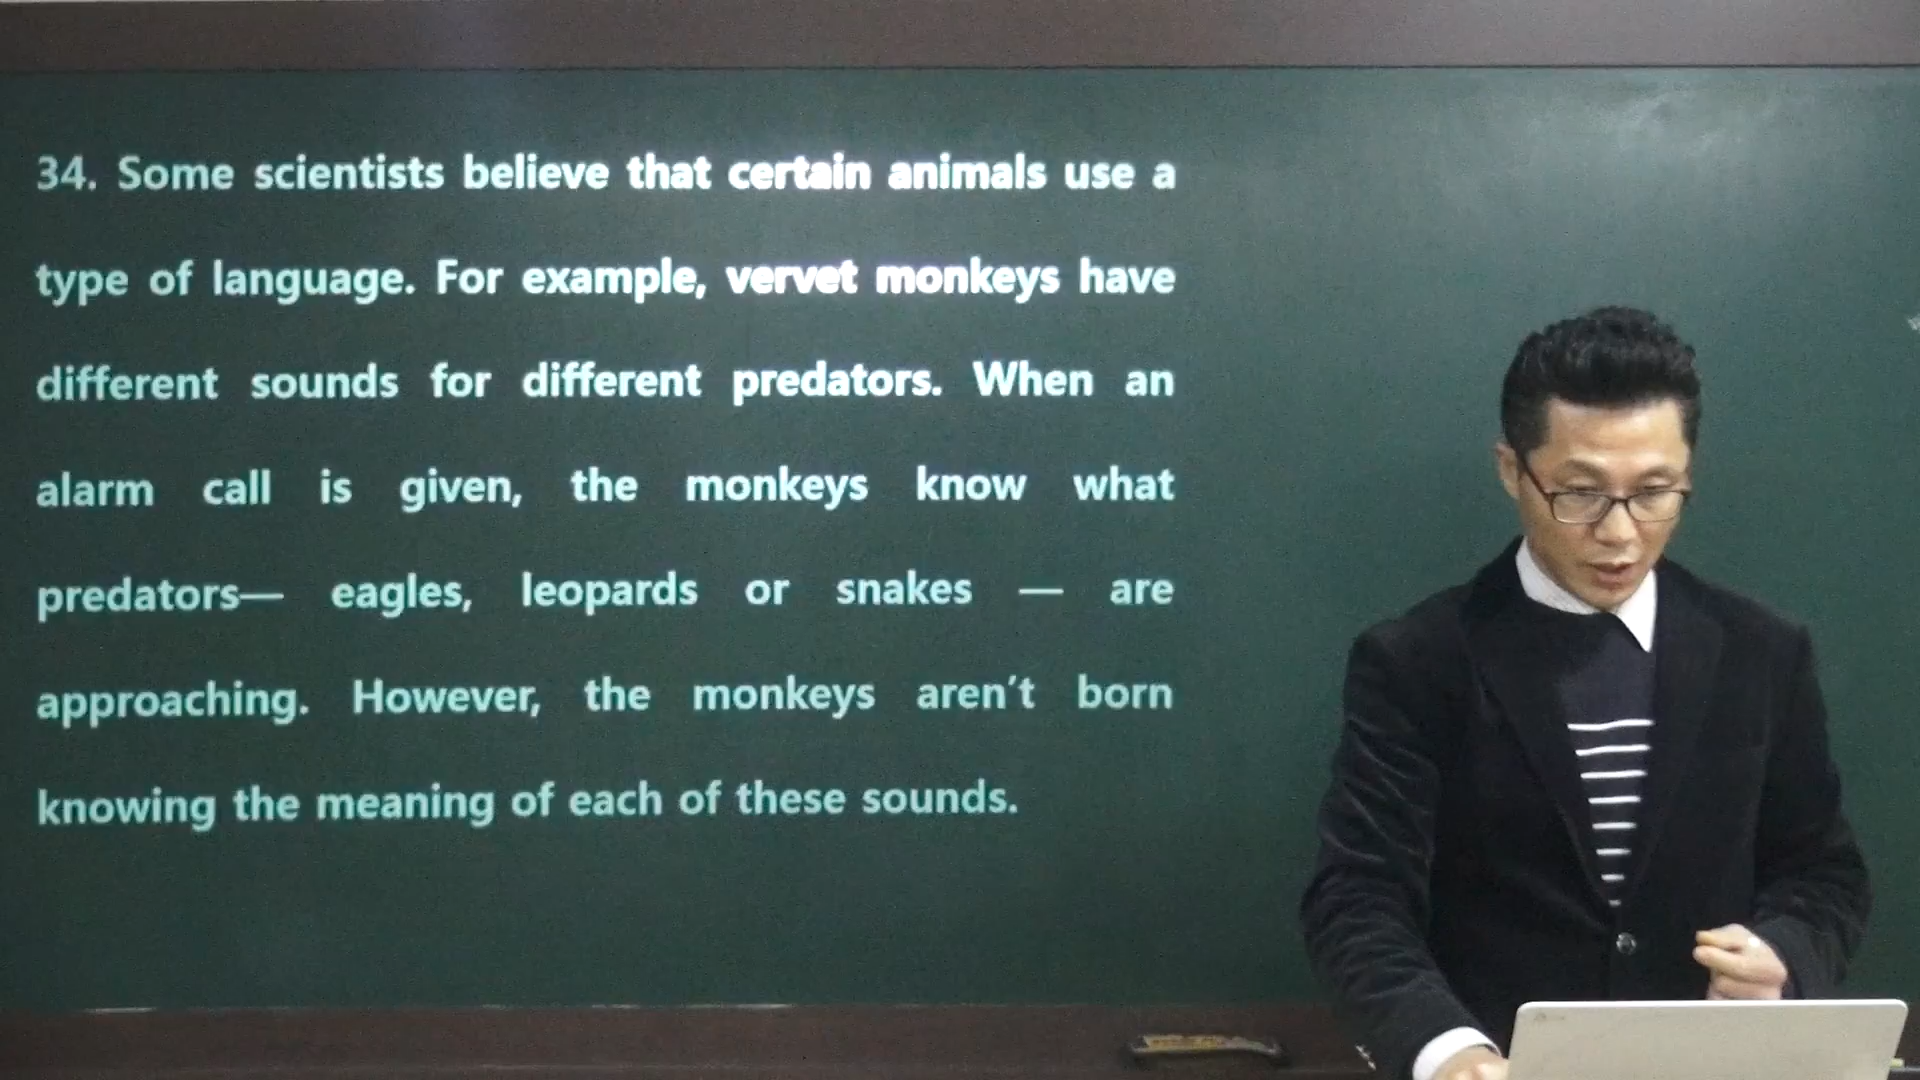 34. Some scientists believe that certain animals use a
type of language. For example, vervet monkeys have
different sounds for different predators. When an
alarm call is given, the monkeys know what
predators— eagles, leopards or snakes — are
approaching. However, the monkeys aren’t born
knowing the meaning of each of these sounds.